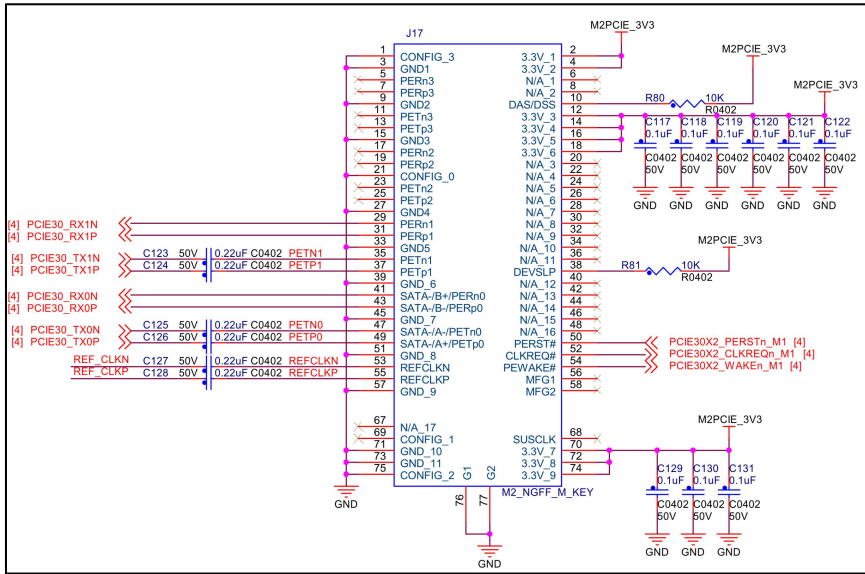 M2PCIE_3V3
J17
M2PCIE_3V3
1 CONFIG_3 3.3V_1 2
3 GND1 3.3V_2 4
5 PERn3 N/A_1 6
7 PERp3 N/A_2 8
M2PCIE_3V3
9 GND2 DAS/DSS 10 R80 10K
R0402
11 PETn3 3.3V_3 12
13 PETp3 3.3V_4 14
C117 C118 C119 C120 C121 C122
0.1uF 0.1uF 0.1uF 0.1uF 0.1uF 0.1uF
15 GND3 3.3V_5 16
17 PERn2 3.3V_6 18
C0402 C0402 C0402 C0402 C0402 C0402
50V 50V 50V 50V 50V 50V
19 PERp2 N/A_3 20
21 CONFIG_0 N/A_4 22
23 PETn2 N/A_5 24
25 PETp2 N/A_6 26
GND GND GND GND GND GND
27 GND4 N/A_7 28
[4] PCIE30_RX1N 29 PERn1 N/A_8 30
[4] PCIE30_RX1P 31 PERp1 N/A_9 32
33 GND5 N/A_10 34
M2PCIE_3V3
[4] PCIE30_TX1N C123 50V 0.22uF C0402 PETN1 35 PETn1 N/A_11 36
[4] PCIE30_TX1P C124 50V 0.22uF C0402 PETP1 37 PETp1 DEVSLP 38 R81 10K
R0402
39 GND_6 N/A_12 40
[4] PCIE30_RX0N 41 SATA-/B+/PERn0 N/A_13 42
[4] PCIE30_RX0P 43 SATA-/B-/PERp0 N/A_14 44
45 GND_7 N/A_15 46
[4] PCIE30_TX0N C125 50V 0.22uF C0402 PETN0 47 SATA-/A-/PETn0 N/A_16 48
[4] PCIE30_TX0P C126 50V 0.22uF C0402 PETP0 49 SATA-/A+/PETp0 PERST# 50 PCIE30X2_PERSTn_M1 [4]
51 GND_8 CLKREQ# 52 PCIE30X2_CLKREQn_M1 [4]
REF_CLKN C127 50V 0.22uF C0402 REFCLKN 53 REFCLKN PEWAKE# 54 PCIE30X2_WAKEn_M1 [4]
REF_CLKP C128 50V 0.22uF C0402 REFCLKP 55 REFCLKP MFG1 56
57 GND_9 MFG2 58
M2PCIE_3V3
67 N/A_17
69 CONFIG_1 SUSCLK 68
71 GND_10 3.3V_7 70
73 GND_11 3.3V_8 72
75 CONFIG_2 3.3V_9 74
C129 C130 C131
0.1uF 0.1uF 0.1uF
G1 G2
GND
76 77
M2_NGFF_M_KEY
C0402 C0402 C0402
50V 50V 50V
GND GND GND
GND